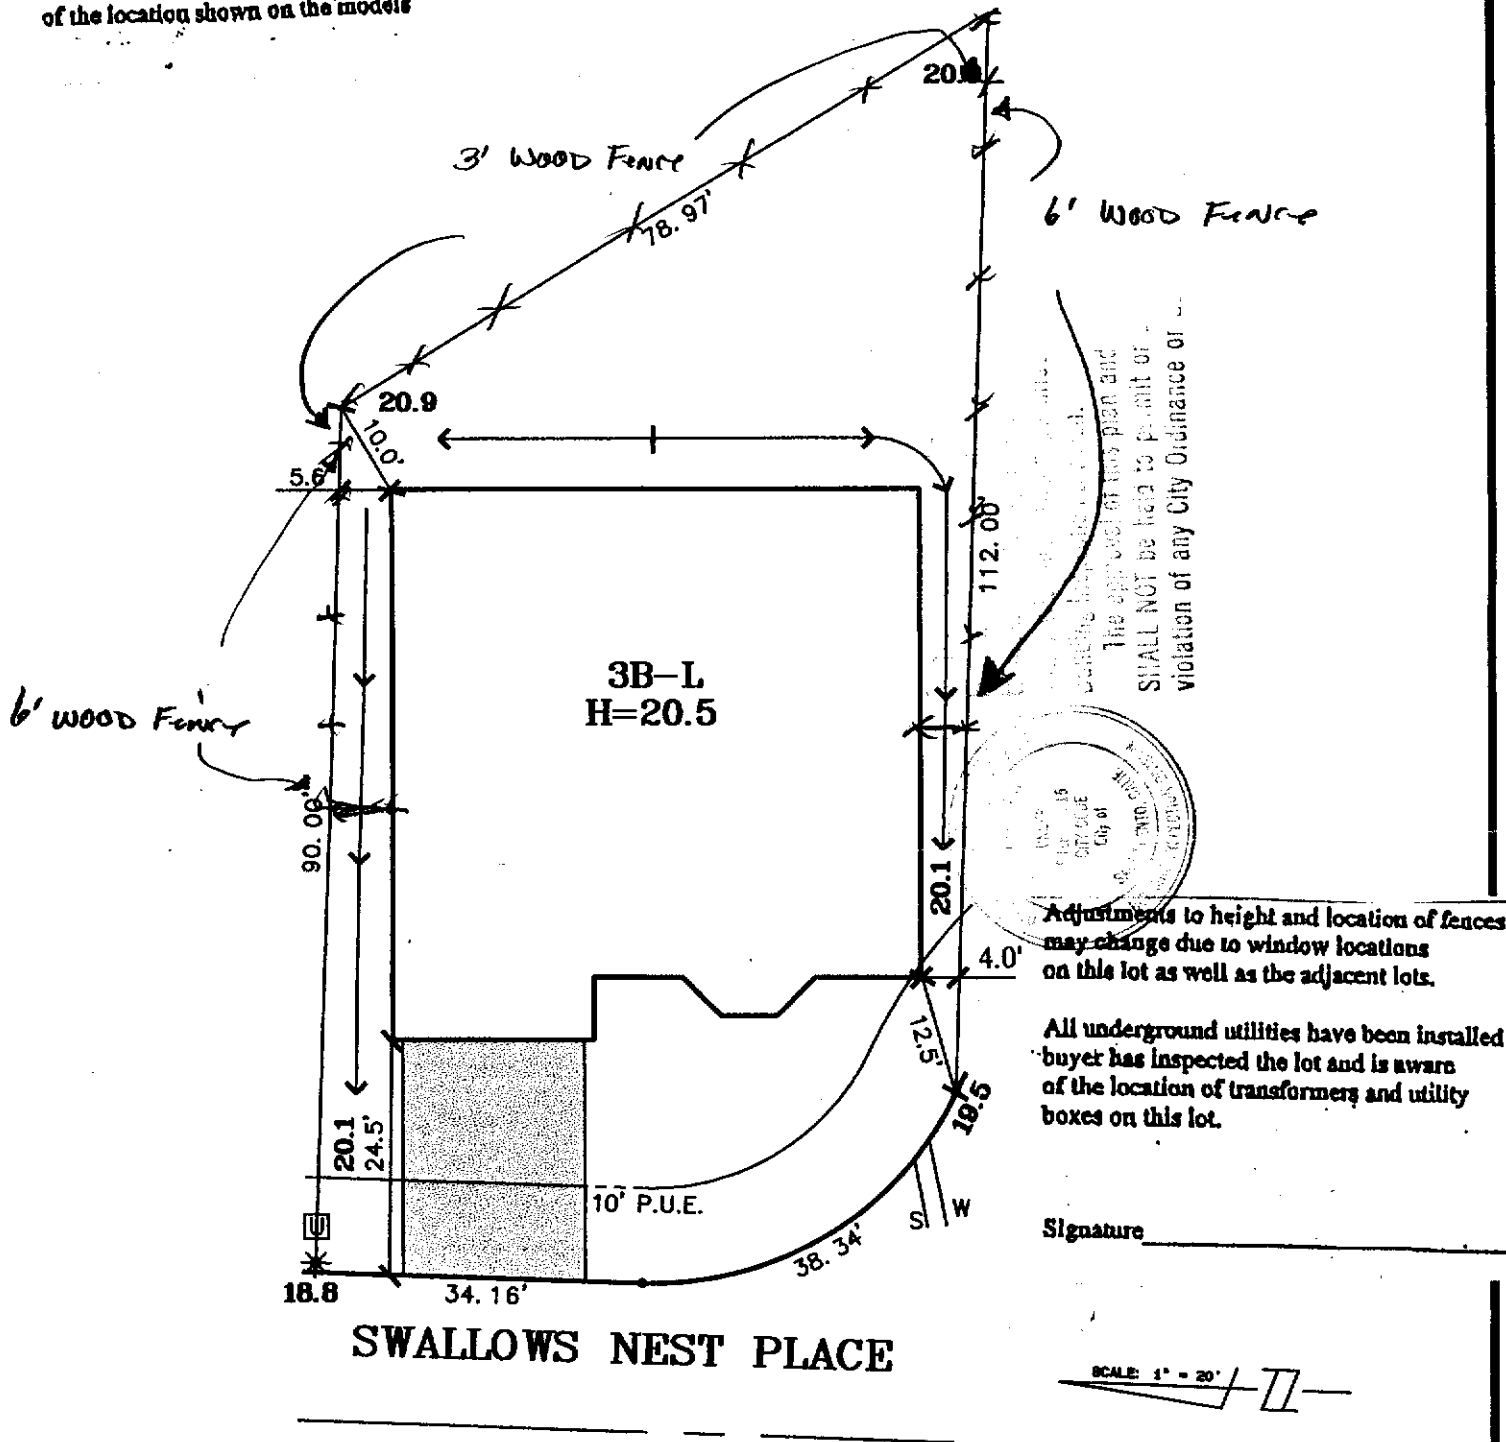 of the location shown on the models
3' WOOD Fence
78.97'
6' WOOD Fence
20.9
10.0'
5.6
112.00'
The approval of this plan and
SHALL NOT be held to permit or
violation of any City Ordinance or
3B-L
H=20.5
6' WOOD Fence
90.00'
CITY CODE
City of
20.1
4.0'
12.5'
19.5
Adjustments to height and location of fences
may change due to window locations
on this lot as well as the adjacent lots.
All underground utilities have been installed
buyer has inspected the lot and is aware
of the location of transformers and utility
boxes on this lot.
20.1
24.5'
10' P.U.E.
S W
U
38.34'
Signature
18.8
34.16'
SWALLOWS NEST PLACE
SCALE: 1" = 20'